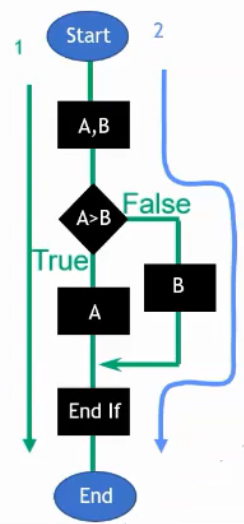 1
Start
2
A,B
A>B
False
True
B
A
End If
End